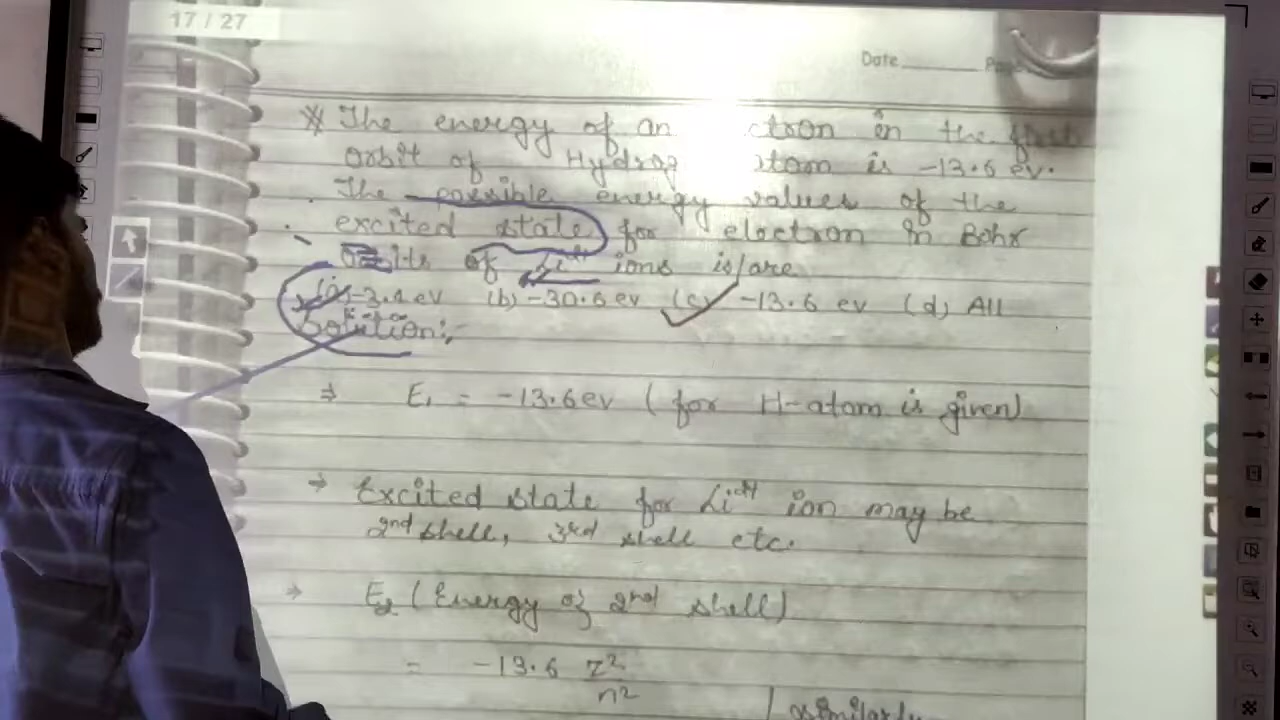 17 / 27
Date Page
※ The energy of an ctron in the first
orbit of Hydrog atom is -13.6 ev.
The possible energy values of the
excited state for electron in Bohr
Orbits of Li²⁺ ions is/are
(a) -3.4 ev (b) -30.6 ev (c) -13.6 ev (d) All
Solution:-
⇒ E₁ = -13.6 ev (for H-atom is given)
→ Excited state for Li²⁺ ion may be
2nd shell, 3rd shell etc.
⇒ E₂ (Energy of 2nd shell)
= -13.6 z²/n²
similarly